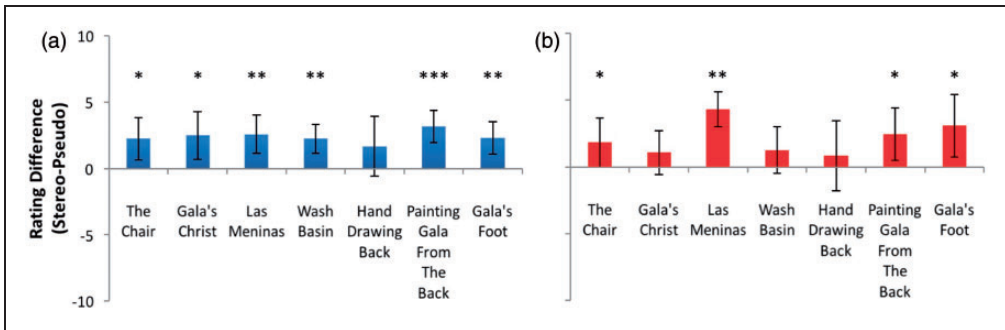 (a)
Rating Difference
(Stereo-Pseudo)
10
5
0
-5
-10
* * ** ** *** **
The Chair
Gala's Christ
Las Meninas
Wash Basin
Hand Drawing Back
Painting Gala From The Back
Gala's Foot
(b)
* ** * *
The Chair
Gala's Christ
Las Meninas
Wash Basin
Hand Drawing Back
Painting Gala From The Back
Gala's Foot